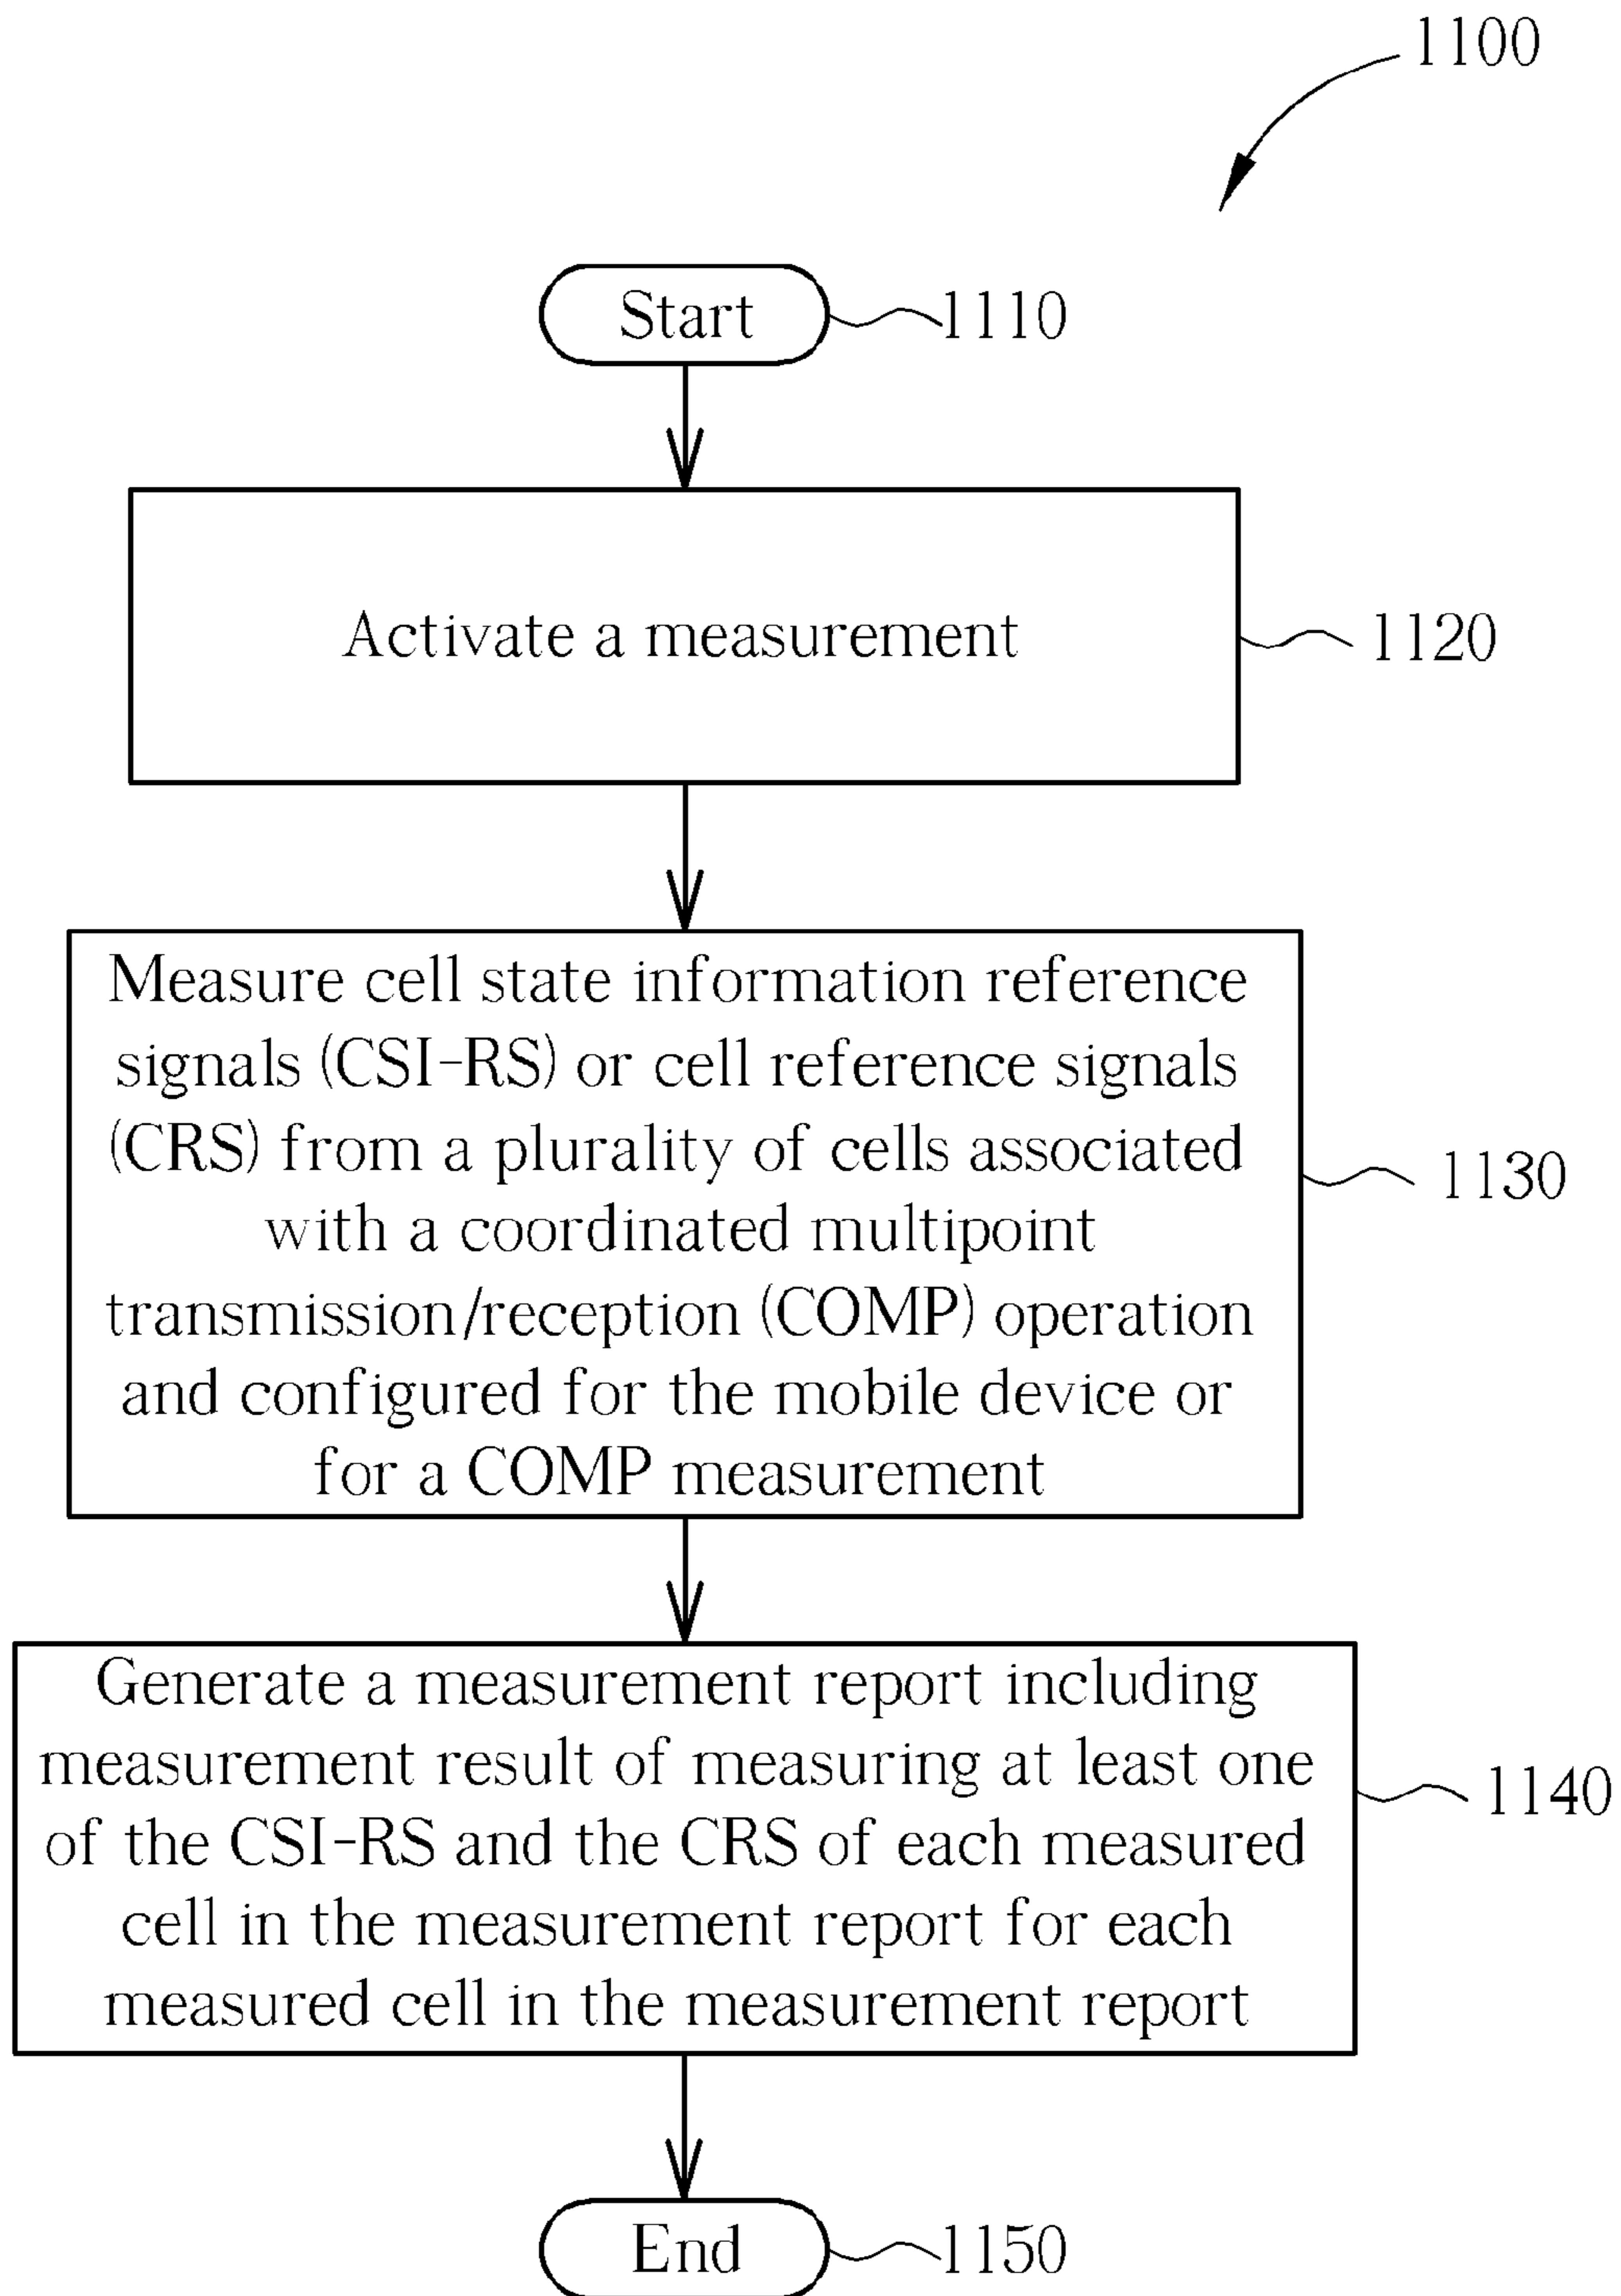 1100
Start
1110
Activate a measurement
1120
Measure cell state information reference
signals (CSI-RS) or cell reference signals
(CRS) from a plurality of cells associated
with a coordinated multipoint
transmission/reception (COMP) operation
and configured for the mobile device or
for a COMP measurement
1130
Generate a measurement report including
measurement result of measuring at least one
of the CSI-RS and the CRS of each measured
cell in the measurement report for each
measured cell in the measurement report
1140
End
1150